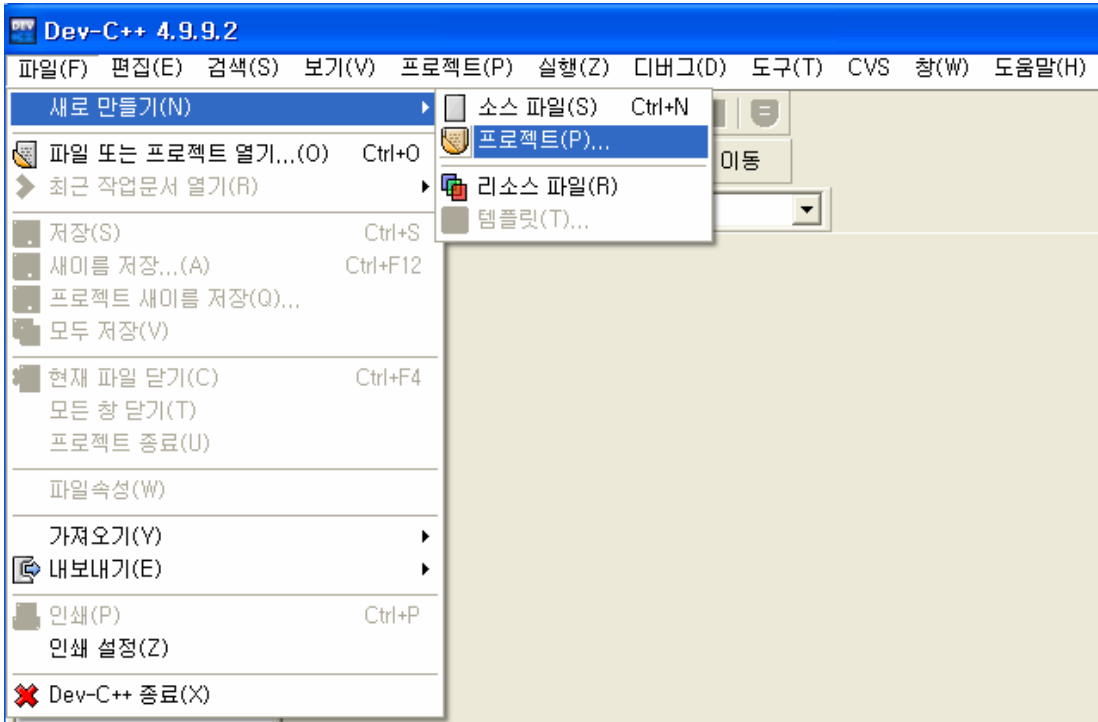 Dev-C++ 4.9.9.2
파일(F) 편집(E) 검색(S) 보기(V) 프로젝트(P) 실행(Z) 디버그(D) 도구(T) CVS 창(W) 도움말(H)
새로 만들기(N)
소스 파일(S) Ctrl+N
프로젝트(P)...
리소스 파일(R)
템플릿(T)...
이동
파일 또는 프로젝트 열기...(O) Ctrl+O
최근 작업문서 열기(R)
저장(S) Ctrl+S
새이름 저장...(A) Ctrl+F12
프로젝트 새이름 저장(Q)...
모두 저장(V)
현재 파일 닫기(C) Ctrl+F4
모든 창 닫기(T)
프로젝트 종료(U)
파일속성(W)
가져오기(Y)
내보내기(E)
인쇄(P) Ctrl+P
인쇄 설정(Z)
Dev-C++ 종료(X)